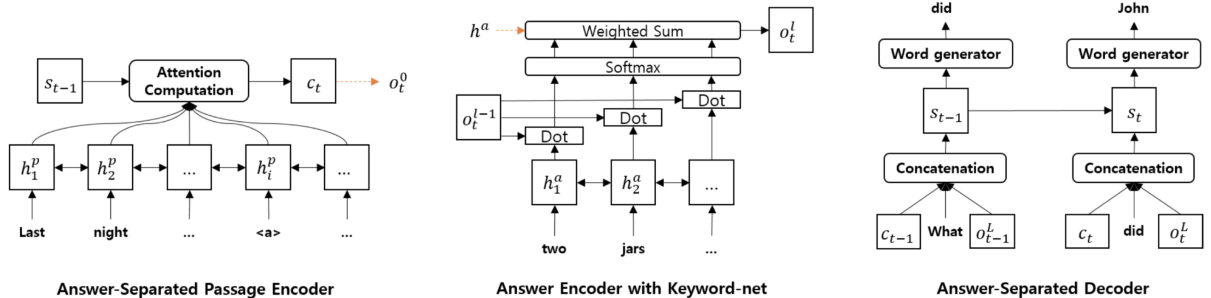 s_{t-1}
Attention
Computation
c_t
o_t^0
h_1^p
h_2^p
...
h_i^p
...
Last
night
...
<a>
...
Answer-Separated Passage Encoder
h^a
Weighted Sum
o_t^l
Softmax
o_t^{l-1}
Dot
Dot
Dot
h_1^a
h_2^a
...
two
jars
...
Answer Encoder with Keyword-net
did
John
Word generator
Word generator
s_{t-1}
s_t
Concatenation
Concatenation
c_{t-1}
What
o_{t-1}^L
c_t
did
o_t^L
Answer-Separated Decoder